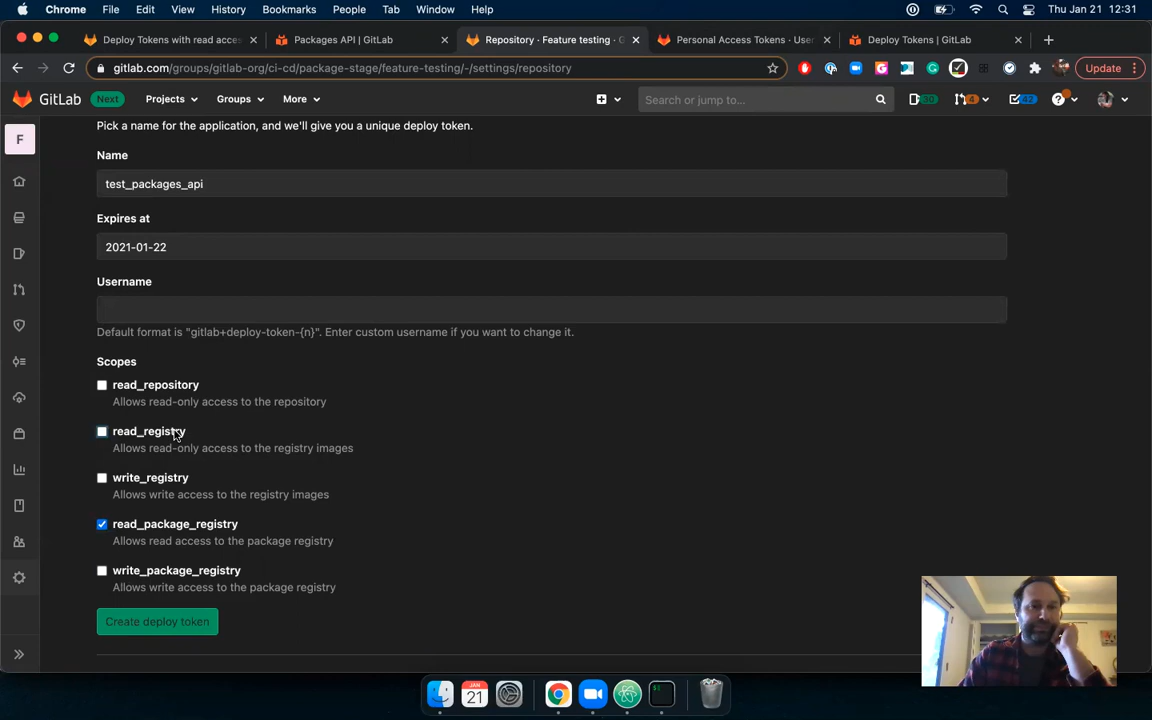 Chrome File Edit View History Bookmarks People Tab Window Help Thu Jan 21 12:31
Deploy Tokens with read acces
Packages API | GitLab
Repository · Feature testing · G
Personal Access Tokens · User
Deploy Tokens | GitLab
gitlab.com/groups/gitlab-org/ci-cd/package-stage/feature-testing/-/settings/repository
Update
GitLab Next Projects Groups More Search or jump to... 4 42
F
Pick a name for the application, and we'll give you a unique deploy token.
Name
test_packages_api
Expires at
2021-01-22
Username
Default format is "gitlab+deploy-token-{n}". Enter custom username if you want to change it.
Scopes
read_repository
Allows read-only access to the repository
read_registry
Allows read-only access to the registry images
write_registry
Allows write access to the registry images
read_package_registry
Allows read access to the package registry
write_package_registry
Allows write access to the package registry
Create deploy token
JAN
21